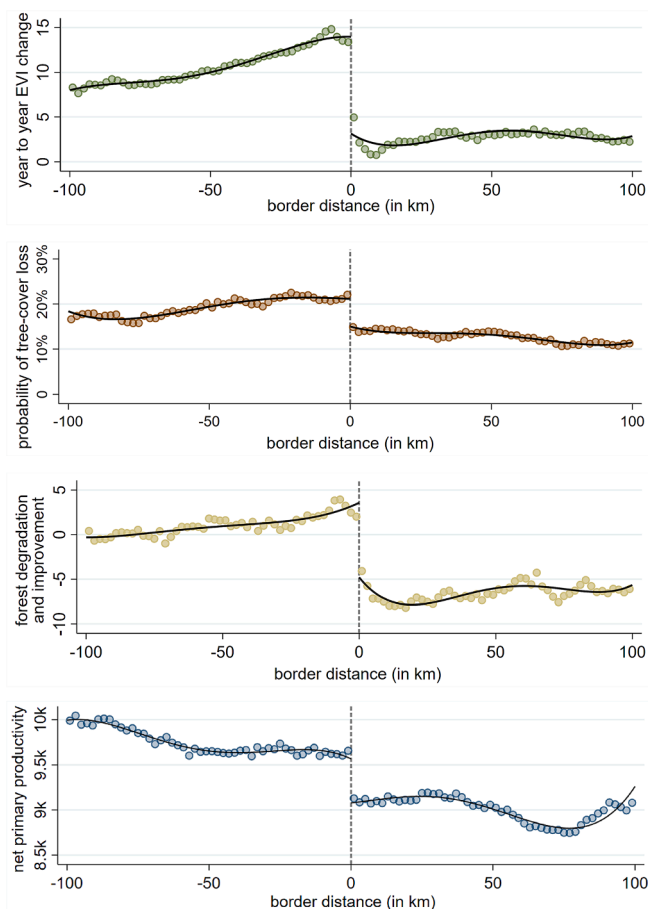 year to year EVI change
15
10
5
0
-100 -50 0 50 100
border distance (in km)
probability of tree-cover loss
30%
20%
10%
0
-100 -50 0 50 100
border distance (in km)
forest degradation
and improvement
5
0
-5
-10
-100 -50 0 50 100
border distance (in km)
net primary productivity
10k
9.5k
9k
8.5k
-100 -50 0 50 100
border distance (in km)